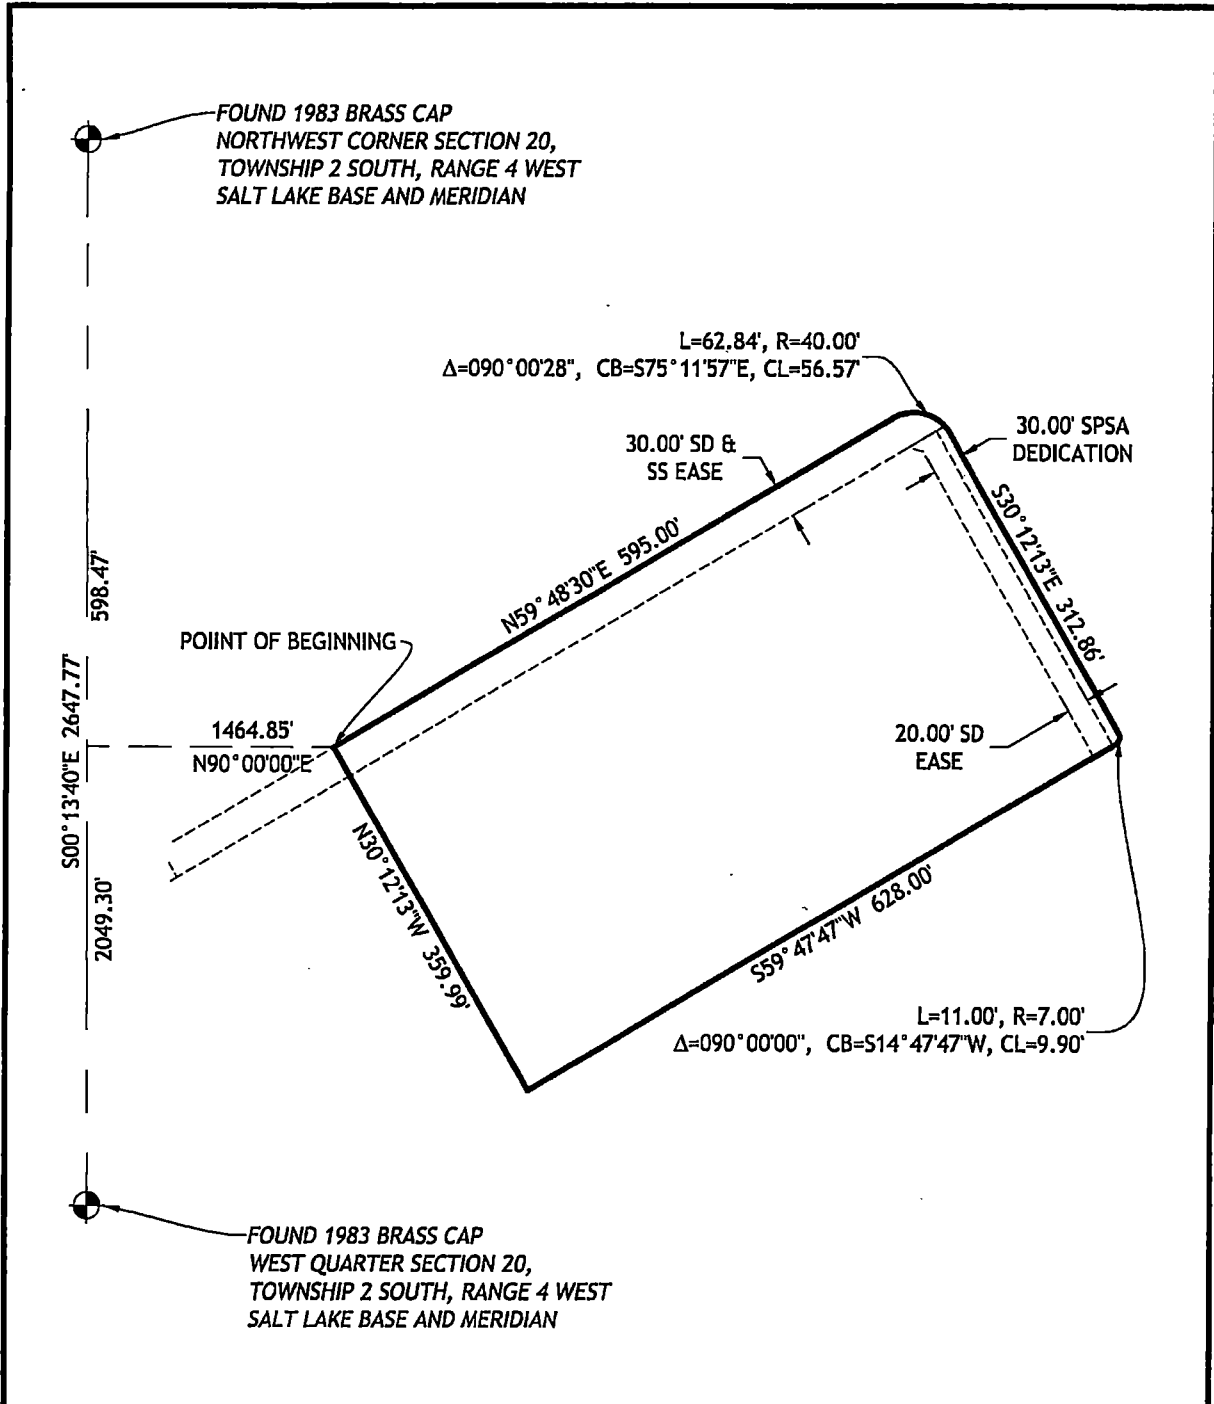 FOUND 1983 BRASS CAP
NORTHWEST CORNER SECTION 20,
TOWNSHIP 2 SOUTH, RANGE 4 WEST
SALT LAKE BASE AND MERIDIAN
L=62.84', R=40.00'
Δ=090°00'28", CB=S75°11'57"E, CL=56.57'
30.00' SD &
SS EASE
30.00' SPSA
DEDICATION
N59°48'30"E 595.00'
S30°12'13"E 312.86'
598.47'
POIINT OF BEGINNING
S00°13'40"E 2647.77'
1464.85'
N90°00'00"E
20.00' SD
EASE
N30°12'13"W 359.99'
2049.30'
S59°47'47"W 628.00'
L=11.00', R=7.00'
Δ=090°00'00", CB=S14°47'47"W, CL=9.90'
FOUND 1983 BRASS CAP
WEST QUARTER SECTION 20,
TOWNSHIP 2 SOUTH, RANGE 4 WEST
SALT LAKE BASE AND MERIDIAN